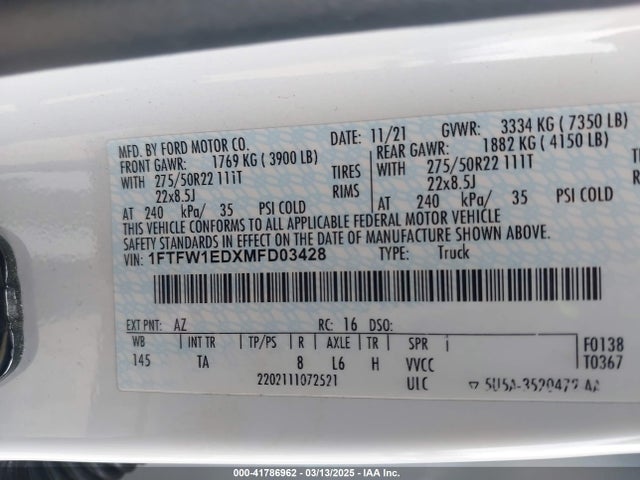 MFD. BY FORD MOTOR CO.
DATE: 11/21 GVWR: 3334 KG ( 7350 LB)
FRONT GAWR: 1769 KG ( 3900 LB)
REAR GAWR: 1882 KG ( 4150 LB)
WITH 275/50R22 111T TIRES
WITH 275/50R22 111T
22x8.5J RIMS
22x8.5J
AT 240 kPa/ 35 PSI COLD
AT 240 kPa/ 35 PSI COLD
THIS VEHICLE CONFORMS TO ALL APPLICABLE FEDERAL MOTOR VEHICLE
SAFETY STANDARDS IN EFFECT ON THE DATE OF MANUFACTURE SHOWN ABOVE.
VIN: 1FTFW1EDXMFD03428 TYPE: Truck
EXT PNT: AZ RC: 16 DSO:
WB INT TR TP/PS R AXLE TR SPR F0138
145 TA 8 L6 H VVCC T0367
2202111072521 ULC 5U5A-3520472-AA
000-41786962 - 03/13/2025 - IAA Inc.